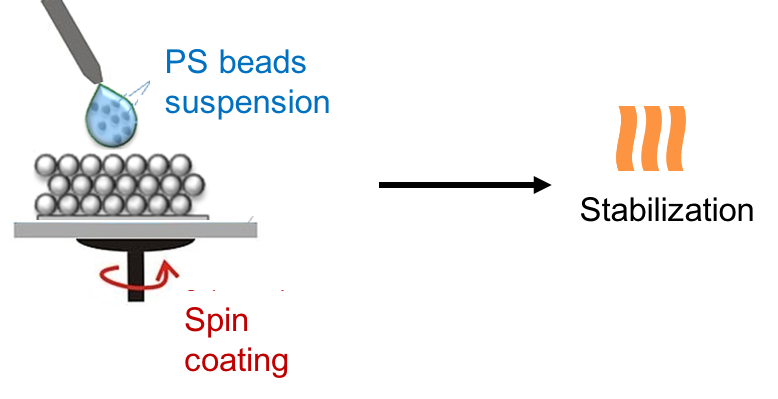 PS beads
suspension
Stabilization
Spin
coating